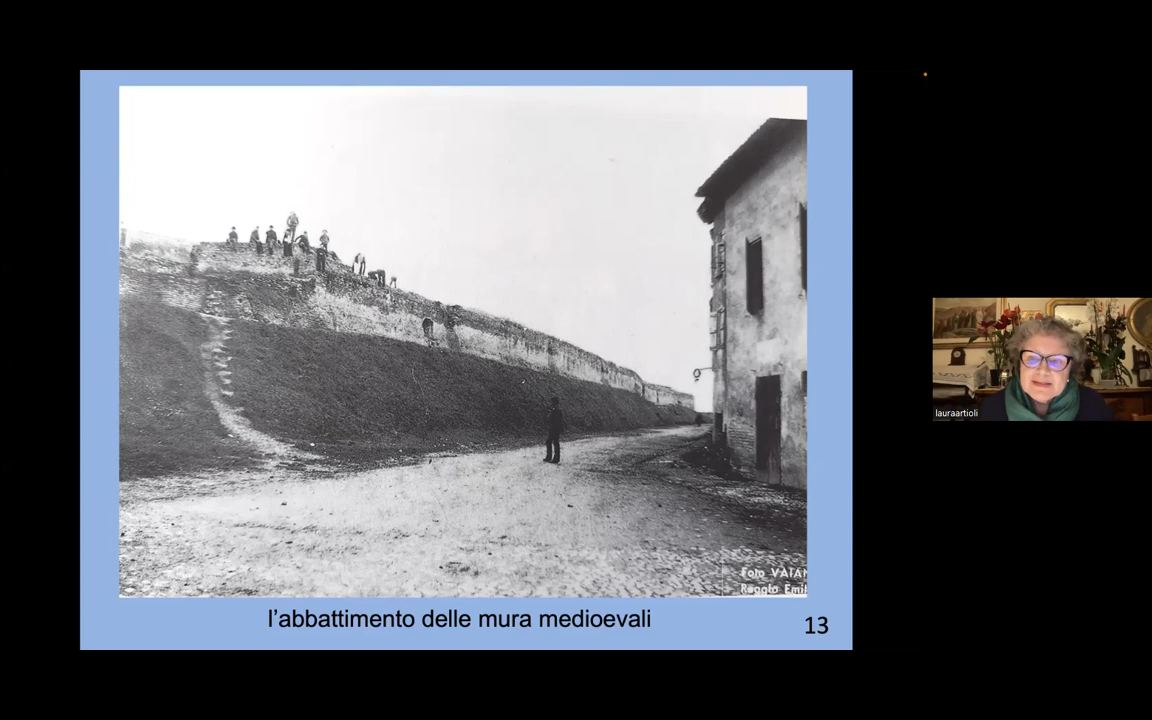 Foto VAIAN
Reggio Emil
l’abbattimento delle mura medioevali
13
lauraartioli